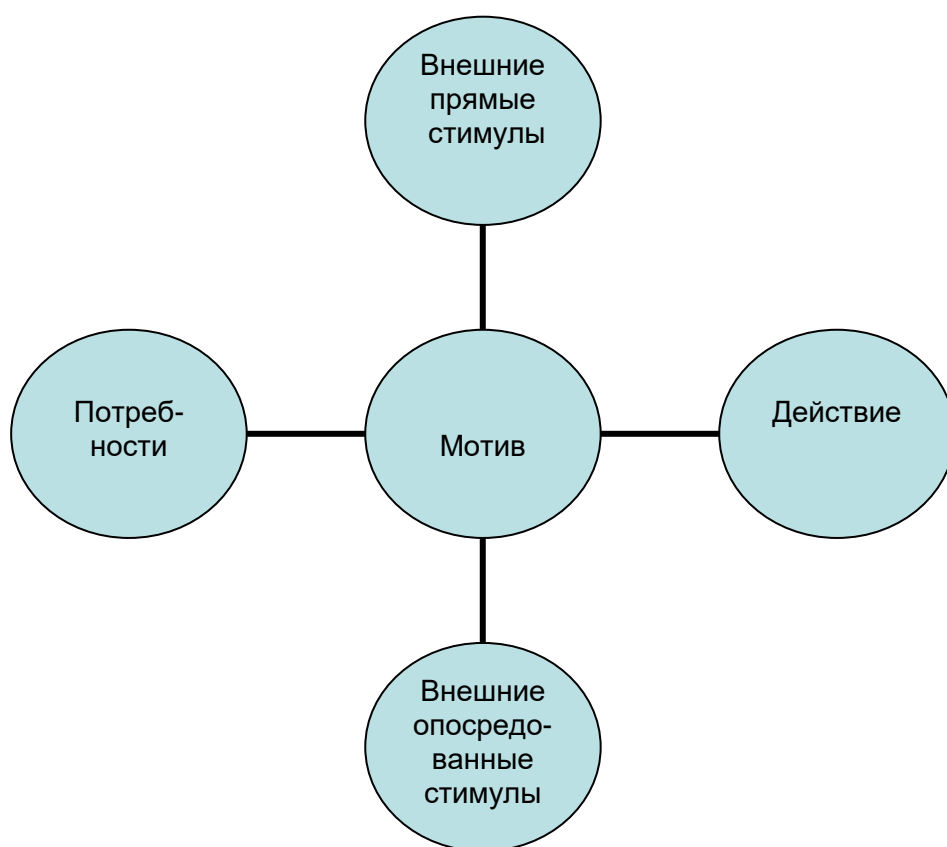 Внешние
прямые
стимулы
Потреб-
ности
Мотив
Действие
Внешние
опосредо-
ванные
стимулы